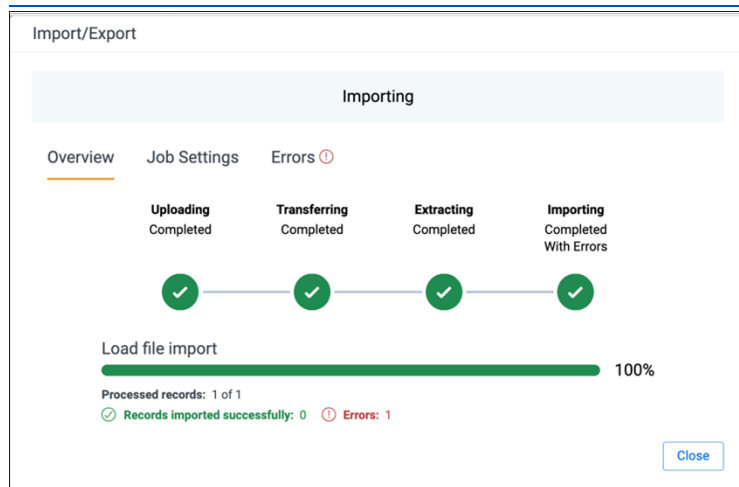 Import/Export
Importing
Overview Job Settings Errors
Uploading Transferring Extracting Importing
Completed Completed Completed Completed
With Errors
Load file import
100%
Processed records: 1 of 1
Records imported successfully: 0 Errors: 1
Close